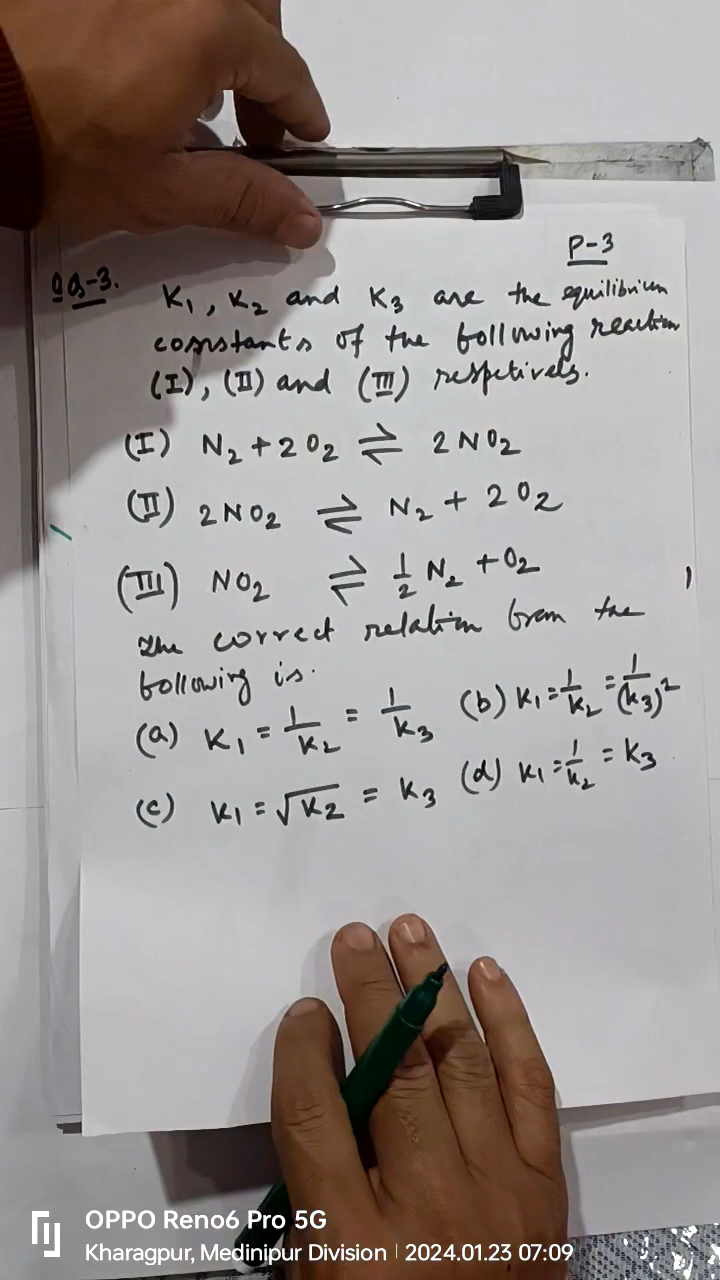 P-3
Q-3.
K₁, K₂ and K₃ are the equilibrium
constants of the following reaction
(I), (II) and (III) respetively.
(I) N₂ + 2O₂ ⇌ 2NO₂
(II) 2NO₂ ⇌ N₂ + 2O₂
(III) NO₂ ⇌ 1/2 N₂ + O₂
The correct relation from the
following is.
(a) K₁ = 1/K₂ = 1/K₃ (b) K₁ = 1/K₂ = 1/(K₃)²
(c) K₁ = √K₂ = K₃ (d) K₁ = 1/K₂ = K₃
OPPO Reno6 Pro 5G
Kharagpur, Medinipur Division | 2024.01.23 07:09